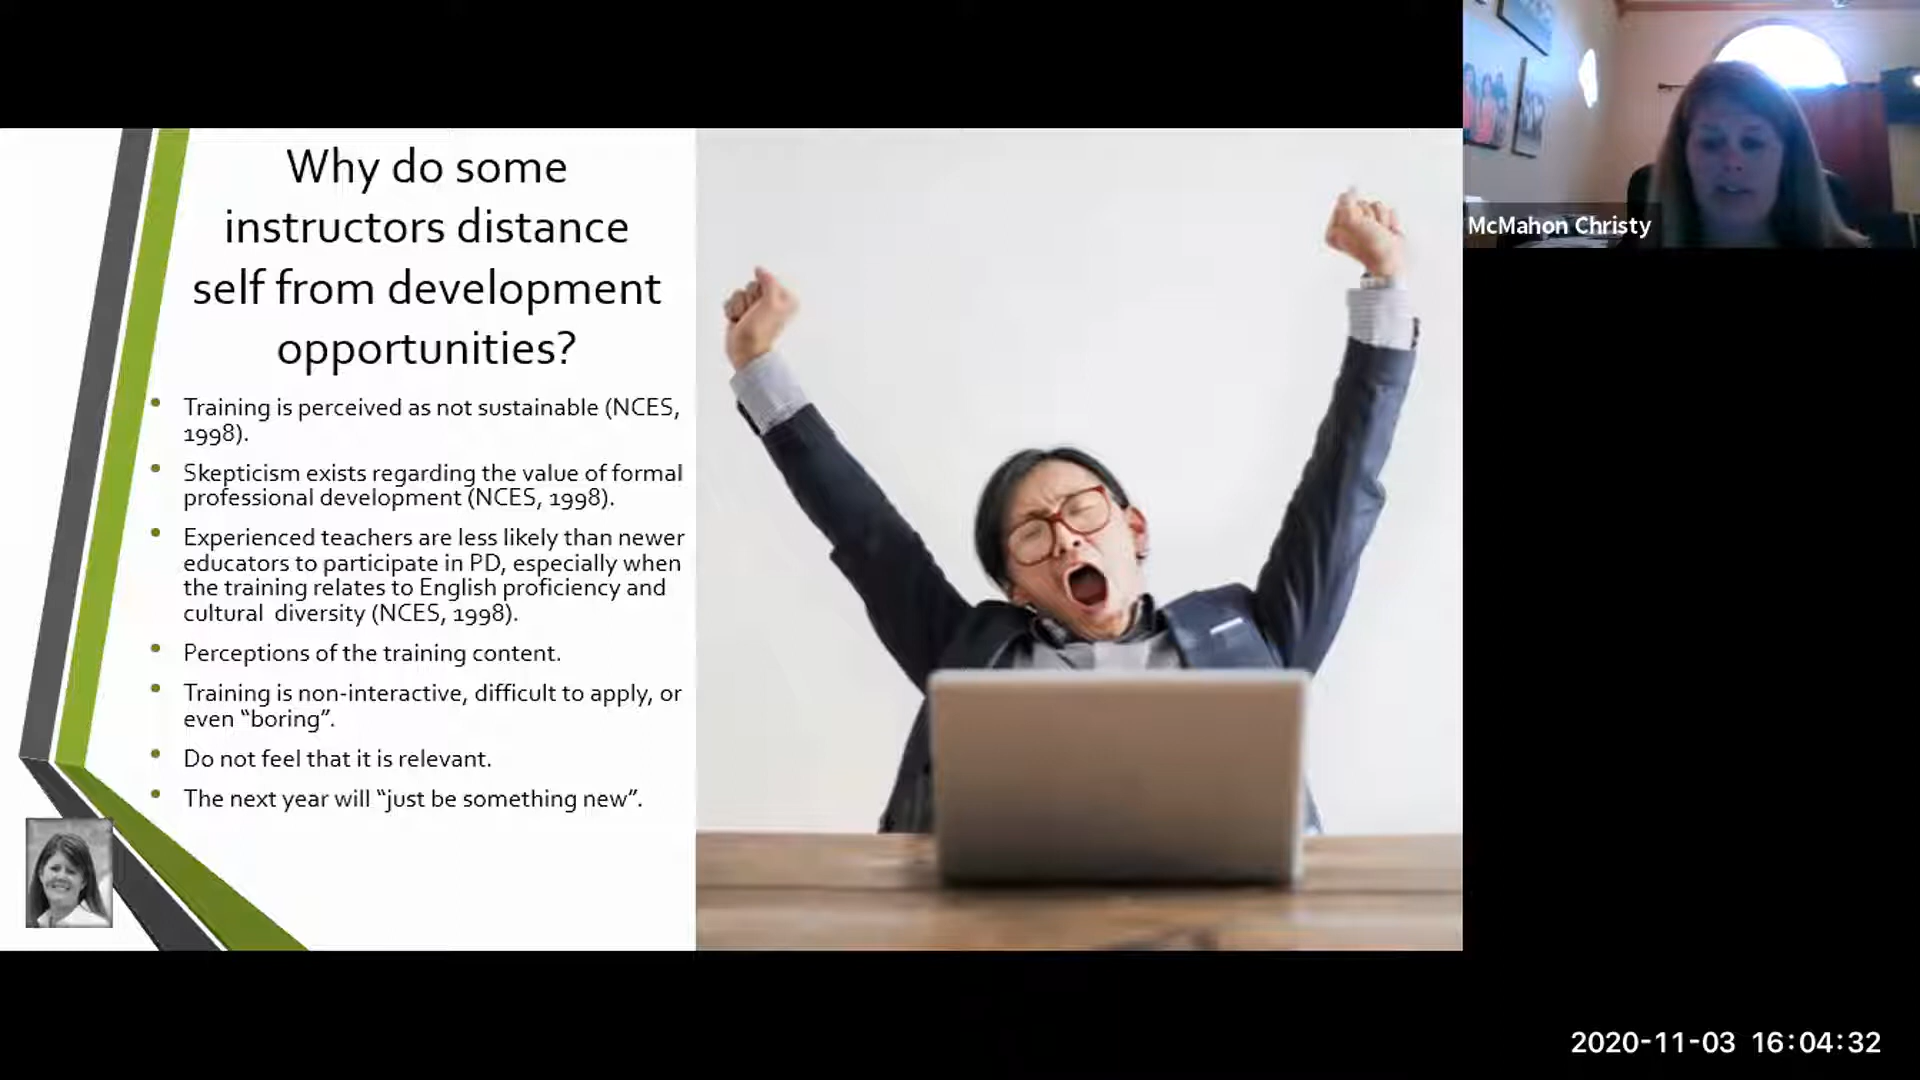 Why do some
instructors distance
self from development
opportunities?
• Training is perceived as not sustainable (NCES,
1998).
• Skepticism exists regarding the value of formal
professional development (NCES, 1998).
• Experienced teachers are less likely than newer
educators to participate in PD, especially when
the training relates to English proficiency and
cultural  diversity (NCES, 1998).
• Perceptions of the training content.
• Training is non-interactive, difficult to apply, or
even “boring”.
• Do not feel that it is relevant.
• The next year will “just be something new”.
McMahon Christy
2020-11-03 16:04:32